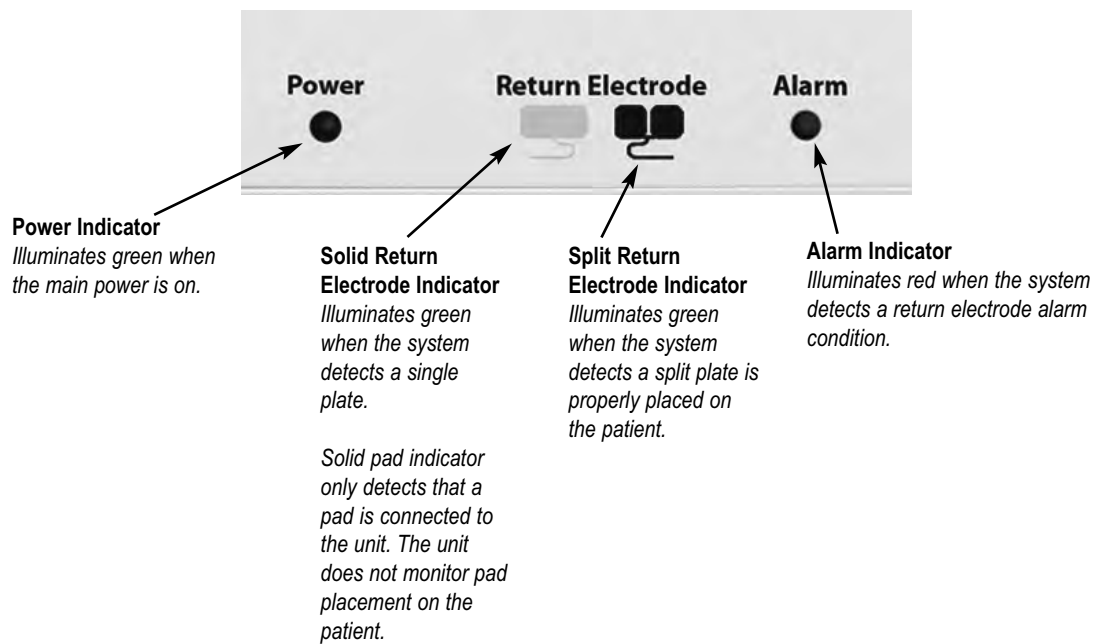 Power
Return Electrode
Alarm
Power Indicator
Illuminates green when
the main power is on.
Solid Return
Electrode Indicator
Illuminates green
when the system
detects a single
plate.
Solid pad indicator
only detects that a
pad is connected to
the unit. The unit
does not monitor pad
placement on the
patient.
Split Return
Electrode Indicator
Illuminates green
when the system
detects a split plate is
properly placed on
the patient.
Alarm Indicator
Illuminates red when the system
detects a return electrode alarm
condition.